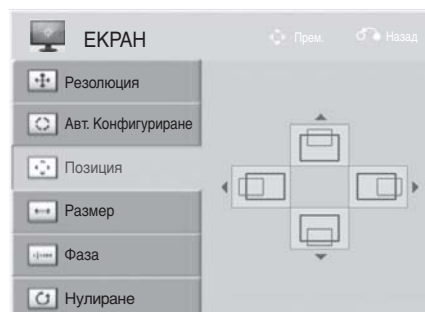 ЕКРАН
Прем.
Назад
Резолюция
Авт. Конфигуриране
Позиция
Размер
Фаза
Нулиране